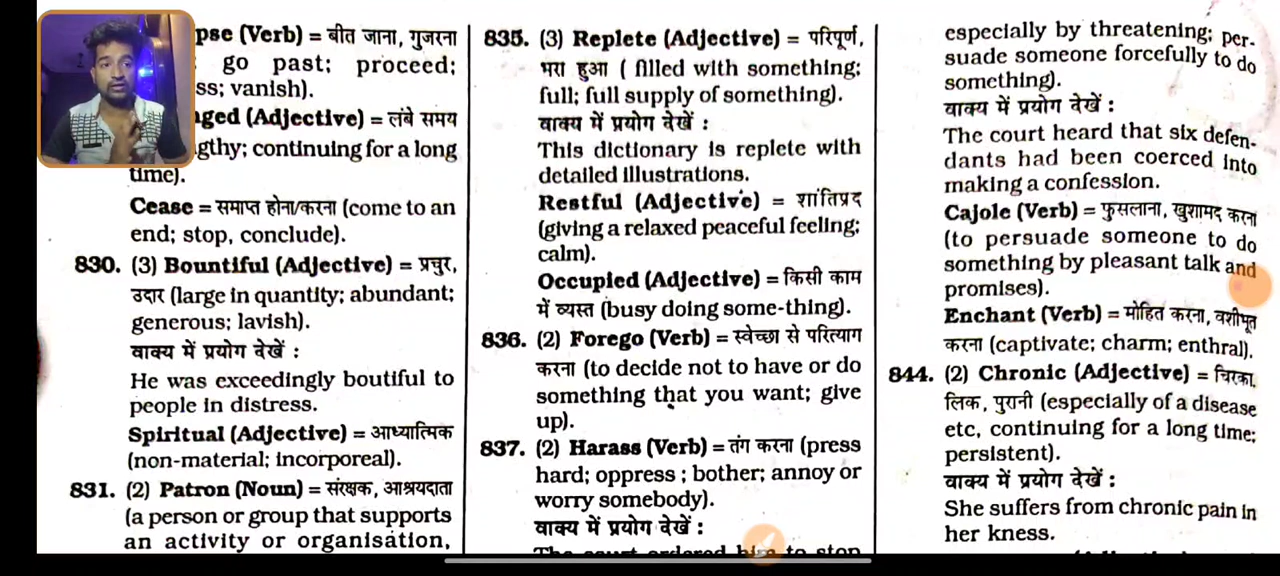 pse (Verb) = बीत जाना, गुजरना
go past; proceed;
ss; vanish).
nged (Adjective) = लंबे समय
gthy; continuing for a long
time).
Cease = समाप्त होना/करना (come to an
end; stop, conclude).
830. (3) Bountiful (Adjective) = प्रचुर,
उदार (large in quantity; abundant;
generous; lavish).
वाक्य में प्रयोग देखें :
He was exceedingly boutiful to
people in distress.
Spiritual (Adjective) = आध्यात्मिक
(non-material; incorporeal).
831. (2) Patron (Noun) = संरक्षक, आश्रयदाता
(a person or group that supports
an activity or organisation,
835. (3) Replete (Adjective) = परिपूर्ण,
भरा हुआ ( filled with something;
full; full supply of something).
वाक्य में प्रयोग देखें :
This dictionary is replete with
detailed illustrations.
Restful (Adjective) = शांतिप्रद
(giving a relaxed peaceful feeling;
calm).
Occupied (Adjective) = किसी काम
में व्यस्त (busy doing some-thing).
836. (2) Forego (Verb) = स्वेच्छा से परित्याग
करना (to decide not to have or do
something that you want; give
up).
837. (2) Harass (Verb) = तंग करना (press
hard; oppress ; bother; annoy or
worry somebody).
वाक्य में प्रयोग देखें :
The court ordered him to stop
especially by threatening; per-
suade someone forcefully to do
something).
वाक्य में प्रयोग देखें :
The court heard that six defen-
dants had been coerced into
making a confession.
Cajole (Verb) = फुसलाना, खुशामद करना
(to persuade someone to do
something by pleasant talk and
promises).
Enchant (Verb) = मोहित करना, वशीभूत
करना (captivate; charm; enthral).
844. (2) Chronic (Adjective) = चिरका,
लिक, पुरानी (especially of a disease
etc, continuing for a long time;
persistent).
वाक्य में प्रयोग देखें :
She suffers from chronic pain in
her kness.